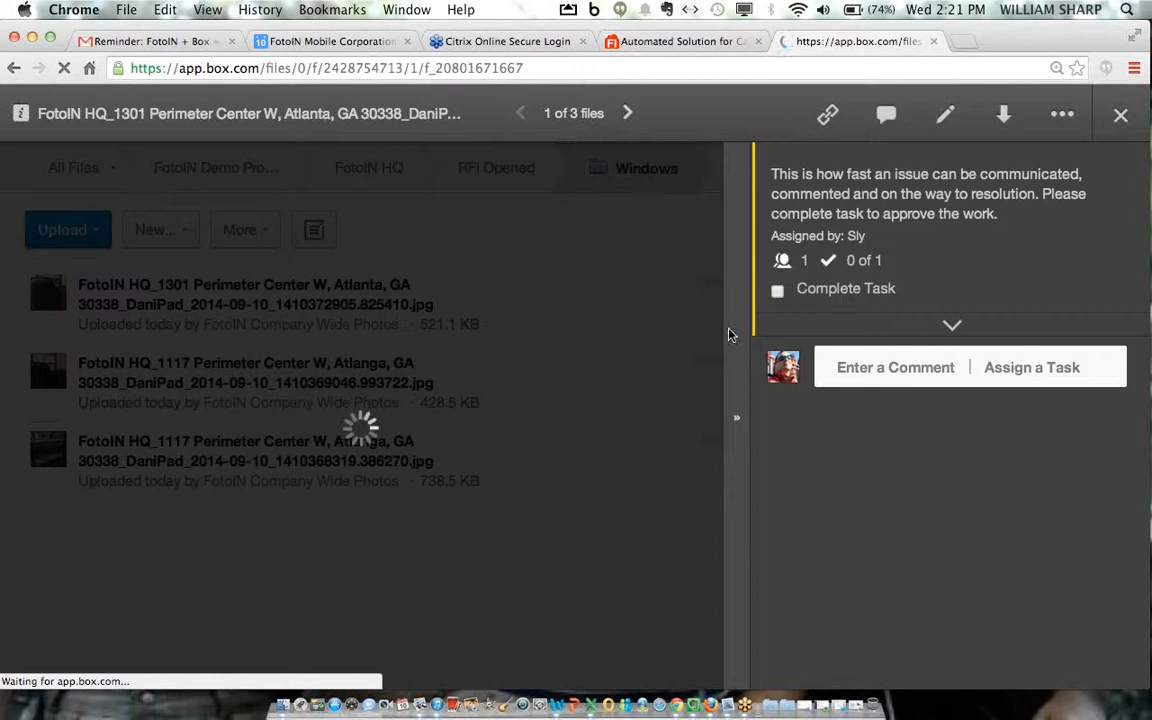 Chrome File Edit View History Bookmarks Window Help (74%) Wed 2:21 PM WILLIAM SHARP
Reminder: FotoIN + Box – FotoIN Mobile Corporation Citrix Online Secure Login Automated Solution for Ca https://app.box.com/files
https://app.box.com/files/0/f/2428754713/1/f_20801671667
FotoIN HQ_1301 Perimeter Center W, Atlanta, GA 30338_DaniP... 1 of 3 files
All Files FotoIN Demo Pro... FotoIN HQ RFI Opened Windows
Upload New... More
FotoIN HQ_1301 Perimeter Center W, Atlanta, GA
30338_DaniPad_2014-09-10_1410372905.825410.jpg
Uploaded today by FotoIN Company Wide Photos · 521.1 KB
FotoIN HQ_1117 Perimeter Center W, Atlanga, GA
30338_DaniPad_2014-09-10_1410369046.993722.jpg
Uploaded today by FotoIN Company Wide Photos · 428.5 KB
FotoIN HQ_1117 Perimeter Center W, Atlanga, GA
30338_DaniPad_2014-09-10_1410368319.386270.jpg
Uploaded today by FotoIN Company Wide Photos · 738.5 KB
This is how fast an issue can be communicated,
commented and on the way to resolution. Please
complete task to approve the work.
Assigned by: Sly
1 0 of 1
Complete Task
Enter a Comment | Assign a Task
Waiting for app.box.com...